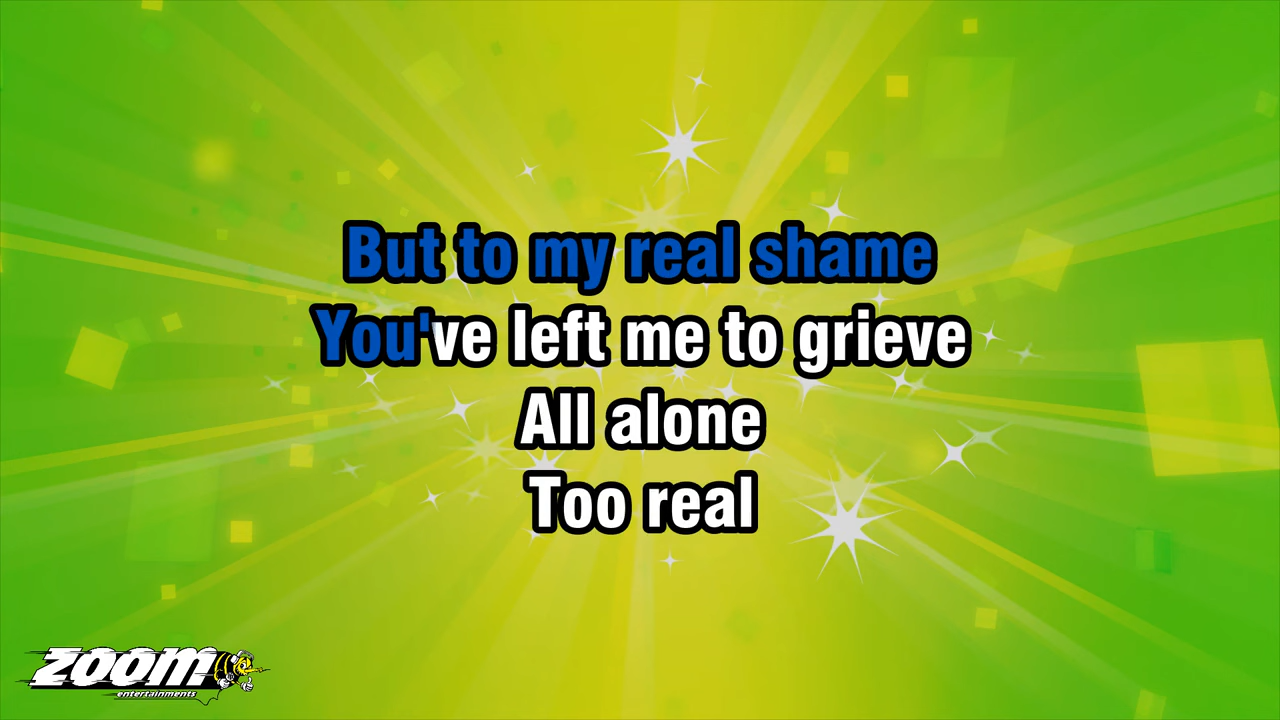 But to my real shame
You've left me to grieve
All alone
Too real
zoom
entertainments